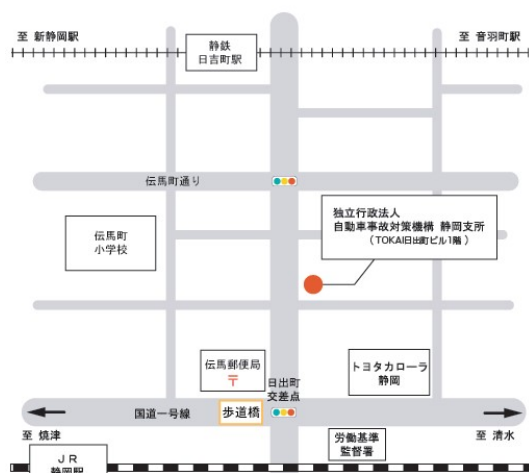 至 新静岡駅
静鉄
日吉町駅
至 音羽町駅
伝馬町通り
独立行政法人
自動車事故対策機構 静岡支所
(TOKAI日出町ビル1階)
伝馬町
小学校
伝馬郵便局
〒
日出町
交差点
トヨタカローラ
静岡
国道一号線
歩道橋
至 焼津
至 清水
労働基準
監督署
JR
静岡駅